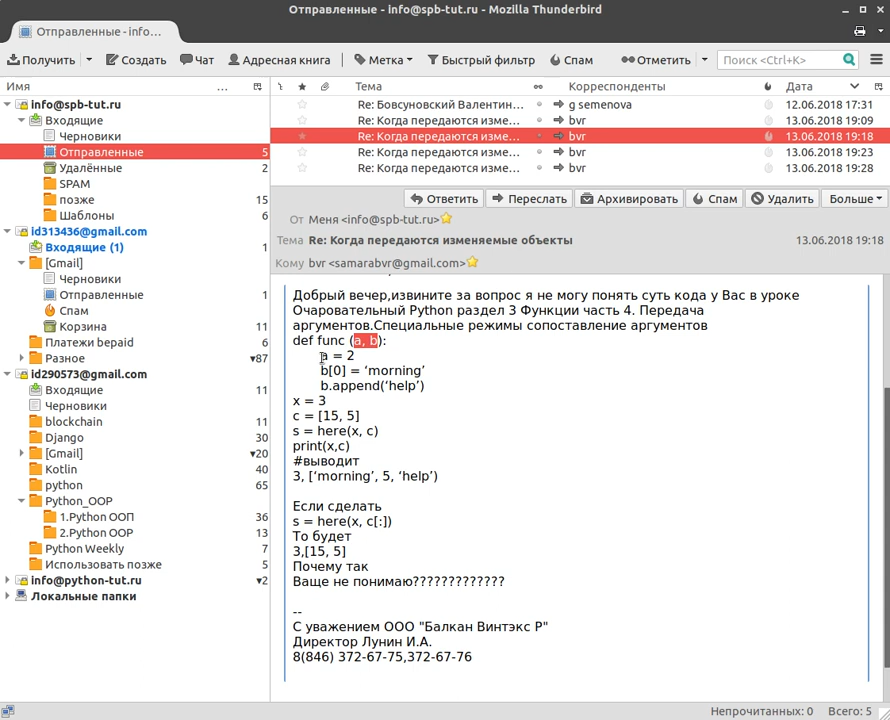 Отправленные - info@spb-tut.ru - Mozilla Thunderbird
Отправленные - info…
Получить
Создать
Чат
Адресная книга
Метка
Быстрый фильтр
Спам
Отметить
Поиск <Ctrl+K>
Имя
...
info@spb-tut.ru
Входящие
Черновики
Отправленные 5
Удалённые 2
SPAM
позже 15
Шаблоны 6
id313436@gmail.com
Входящие (1) 1
[Gmail]
Черновики
Отправленные 1
Спам
Корзина 11
Платежи bepaid 6
Разное ▾87
id290573@gmail.com
Входящие 11
Черновики
blockchain 11
Django 30
[Gmail] ▾20
Kotlin 40
python 65
Python_OOP
1.Python ООП 36
2.Python OOP 13
Python Weekly 7
Использовать позже 5
info@python-tut.ru ▾2
Локальные папки
Тема Корреспонденты Дата
Re: Бовсуновский Валентин… g semenova 12.06.2018 17:31
Re: Когда передаются изме… bvr 13.06.2018 19:09
Re: Когда передаются изме… bvr 13.06.2018 19:18
Re: Когда передаются изме… bvr 13.06.2018 19:23
Re: Когда передаются изме… bvr 13.06.2018 19:28
Ответить
Переслать
Архивировать
Спам
Удалить
Больше
От Меня <info@spb-tut.ru>
Тема Re: Когда передаются изменяемые объекты 13.06.2018 19:18
Кому bvr <samarabvr@gmail.com>
Добрый вечер,извините за вопрос я не могу понять суть кода у Вас в уроке
Очаровательный Python раздел 3 Функции часть 4. Передача
аргументов.Специальные режимы сопоставление аргументов
def func (a, b):
a = 2
b[0] = ‘morning’
b.append(‘help’)
x = 3
c = [15, 5]
s = here(x, c)
print(x,c)
#выводит
3, [‘morning’, 5, ‘help’)
Если сделать
s = here(x, c[:])
То будет
3,[15, 5]
Почему так
Ваще не понимаю?????????????
--
С уважением ООО "Балкан Винтэкс Р"
Директор Лунин И.А.
8(846) 372-67-75,372-67-76
Непрочитанных: 0 Всего: 5